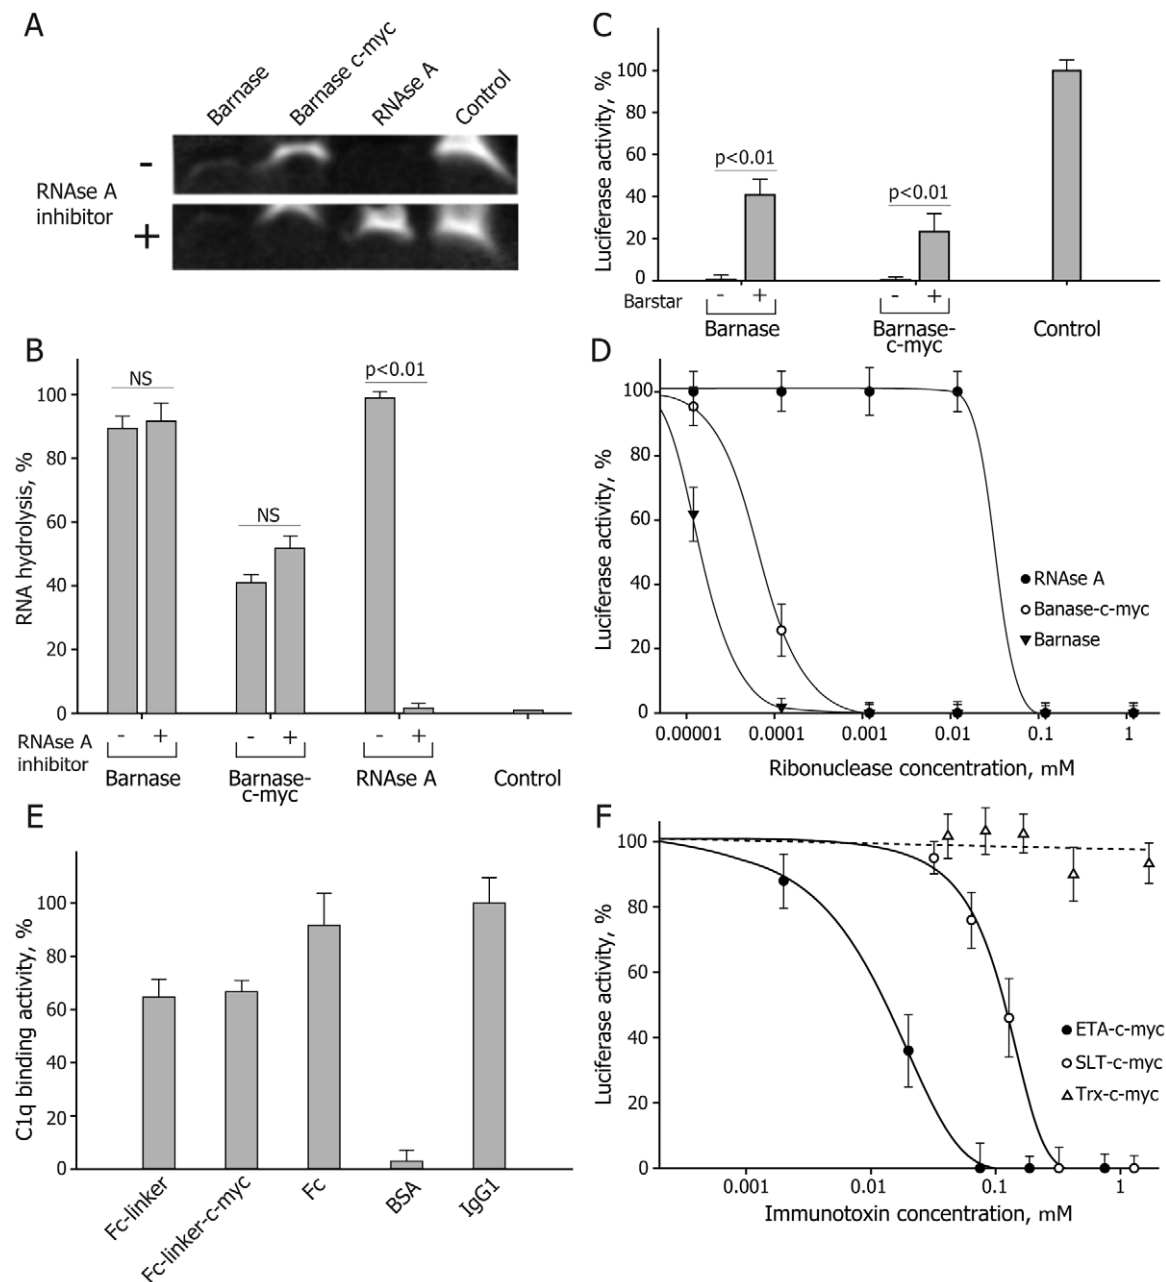 A
Barnase
Barnase c-myc
RNAse A
Control
-
RNAse A
inhibitor
+
B
RNA hydrolysis, %
100
80
60
40
20
0
NS
NS
p<0.01
RNAse A
inhibitor
- +
- +
- +
Barnase
Barnase-
c-myc
RNAse A
Control
C
Luciferase activity, %
100
80
60
40
20
0
p<0.01
p<0.01
Barstar
- +
- +
Barnase
Barnase-
c-myc
Control
D
Luciferase activity, %
100
80
60
40
20
0
RNAse A
Banase-c-myc
Barnase
0.00001 0.0001 0.001 0.01 0.1 1
Ribonuclease concentration, mM
E
C1q binding activity, %
100
80
60
40
20
0
Fc-linker
Fc-linker-c-myc
Fc
BSA
IgG1
F
Luciferase activity, %
100
80
60
40
20
0
ETA-c-myc
SLT-c-myc
Trx-c-myc
0.001 0.01 0.1 1
Immunotoxin concentration, mM